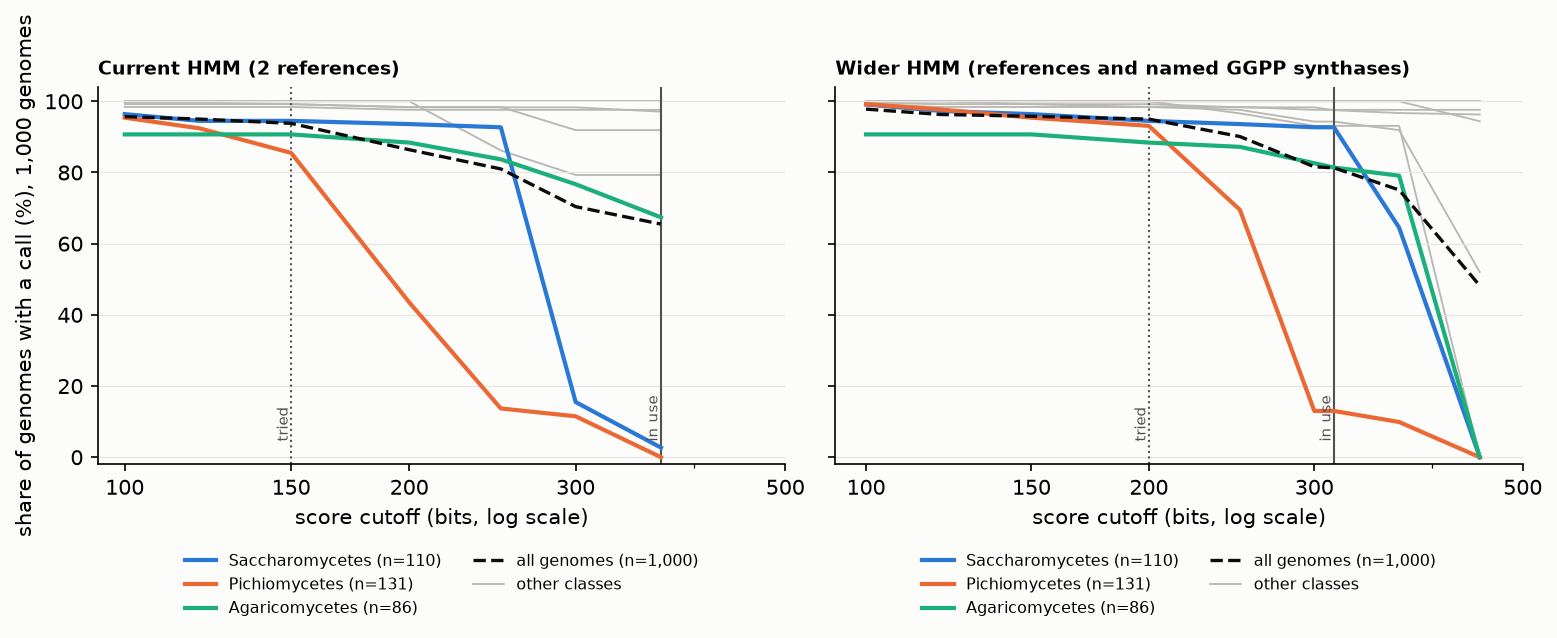 share of genomes with a call (%), 1,000 genomes
Current HMM (2 references)
100
80
60
40
20
0
tried
in use
100
150
200
300
500
score cutoff (bits, log scale)
Saccharomycetes (n=110)
Pichiomycetes (n=131)
Agaricomycetes (n=86)
all genomes (n=1,000)
other classes
Wider HMM (references and named GGPP synthases)
tried
in use
100
150
200
300
500
score cutoff (bits, log scale)
Saccharomycetes (n=110)
Pichiomycetes (n=131)
Agaricomycetes (n=86)
all genomes (n=1,000)
other classes